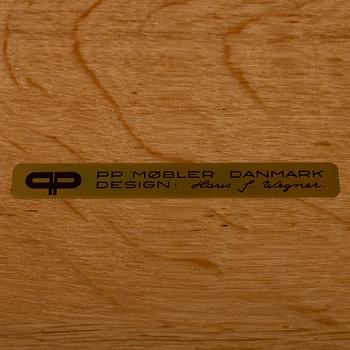 PP MØBLER DANMARK
DESIGN: Hans J Wegner.